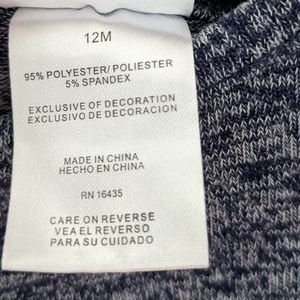 12M
95% POLYESTER/ POLIESTER
5% SPANDEX
EXCLUSIVE OF DECORATION
EXCLUSIVO DE DECORACION
MADE IN CHINA
HECHO EN CHINA
RN 16435
CARE ON REVERSE
VEA EL REVERSO
PARA SU CUIDADO